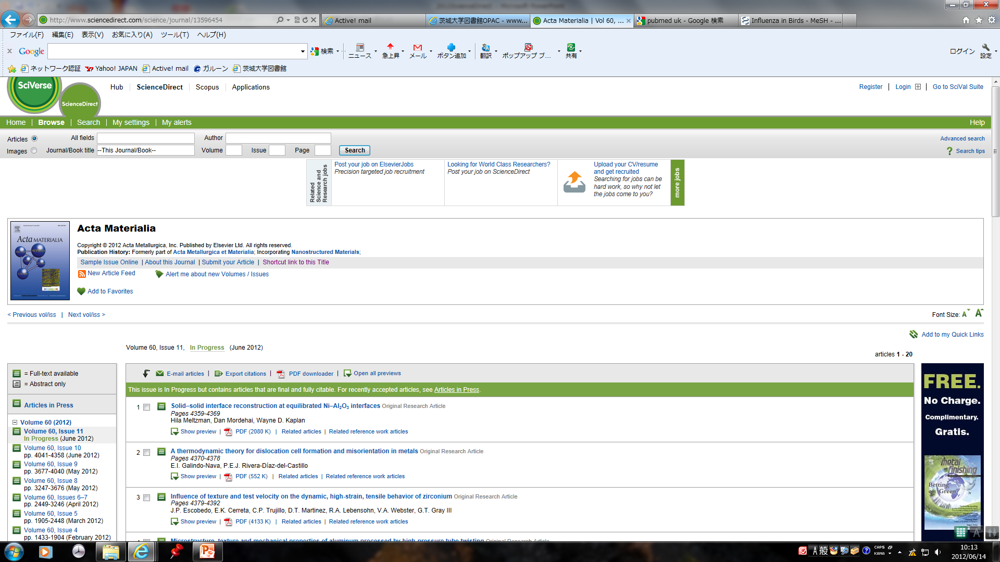 2012ScienceDirect - Microsoft PowerPoint
http://www.sciencedirect.com/science/journal/13596454
Active! mail
茨城大学図書館OPAC - www...
Acta Materialia | Vol 60, ...
pubmed uk - Google 検索
Influenza in Birds - MeSH - ...
ファイル(F) 編集(E) 表示(V) お気に入り(A) ツール(T) ヘルプ(H)
x Google 検索 ニュース 急上昇 メール ボタン追加 翻訳 ポップアップ ブ... 共有 ログイン 設定
ネットワーク認証 Yahoo! JAPAN Active! mail ガルーン 茨城大学図書館
SciVerse
ScienceDirect
Hub ScienceDirect Scopus Applications
Register | Login | Go to SciVal Suite
Home | Browse | Search | My settings | My alerts Help
Articles All fields Author Advanced search
Images Journal/Book title --This Journal/Book-- Volume Issue Page Search ? Search tips
Related
Science and
Research jobs
Post your job on ElsevierJobs
Precision targeted job recruitment
Looking for World Class Researchers?
Post your job on ScienceDirect
Upload your CV/resume
and get recruited
Searching for jobs can be
hard work, so why not let
the jobs come to you?
more jobs
Acta MATERIALIA
Acta Materialia
Copyright © 2012 Acta Metallurgica, Inc. Published by Elsevier Ltd. All rights reserved.
Publication History: Formerly part of Acta Metallurgica et Materialia; Incorporating Nanostructured Materials;
Sample Issue Online | About this Journal | Submit your Article | Shortcut link to this Title
New Article Feed Alert me about new Volumes / Issues
Add to Favorites
< Previous vol/iss | Next vol/iss >
Font Size: A A
Add to my Quick Links
Volume 60, Issue 11, In Progress (June 2012)
articles 1 - 20
= Full-text available
= Abstract only
Articles in Press
Volume 60 (2012)
Volume 60, Issue 11
In Progress (June 2012)
Volume 60, Issue 10
pp. 4041-4358 (June 2012)
Volume 60, Issue 9
pp. 3677-4040 (May 2012)
Volume 60, Issue 8
pp. 3247-3676 (May 2012)
Volume 60, Issues 6–7
pp. 2449-3246 (April 2012)
Volume 60, Issue 5
pp. 1905-2448 (March 2012)
Volume 60, Issue 4
pp. 1433-1904 (February 2012)
E-mail articles | Export citations | PDF downloader | Open all previews
This issue is In Progress but contains articles that are final and fully citable. For recently accepted articles, see Articles in Press.
1 Solid–solid interface reconstruction at equilibrated Ni–Al₂O₃ interfaces Original Research Article
Pages 4359-4369
Hila Meltzman, Dan Mordehai, Wayne D. Kaplan
Show preview | PDF (2080 K) | Related articles | Related reference work articles
2 A thermodynamic theory for dislocation cell formation and misorientation in metals Original Research Article
Pages 4370-4378
E.I. Galindo-Nava, P.E.J. Rivera-Díaz-del-Castillo
Show preview | PDF (552 K) | Related articles | Related reference work articles
3 Influence of texture and test velocity on the dynamic, high-strain, tensile behavior of zirconium Original Research Article
Pages 4379-4392
J.P. Escobedo, E.K. Cerreta, C.P. Trujillo, D.T. Martinez, R.A. Lebensohn, V.A. Webster, G.T. Gray III
Show preview | PDF (4133 K) | Related articles | Related reference work articles
4 Microstructure, texture and mechanical properties of aluminum processed by high-pressure tube twisting Original Research Article
FREE.
No Charge.
Complimentary.
Gratis.
metal
finishing
Betting
on Green
A 般 CAPS
KANA
10:13
2012/06/14